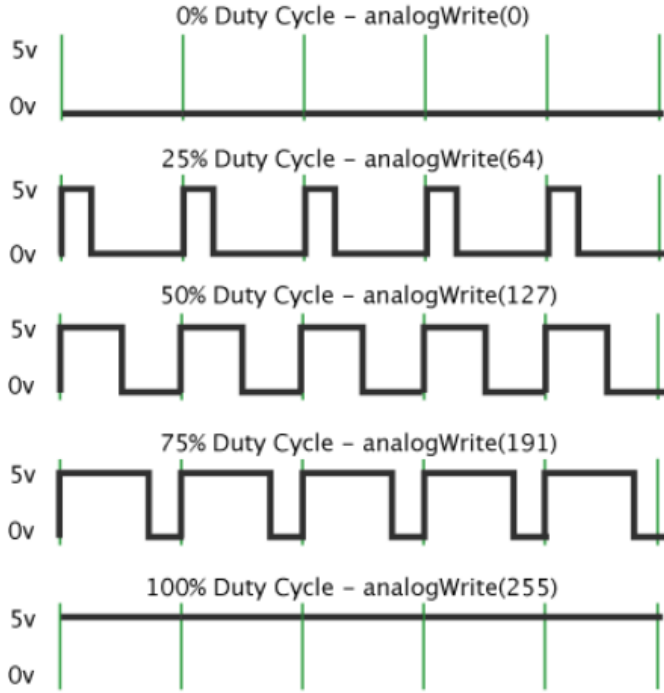 0% Duty Cycle – analogWrite(0)
5v
0v
25% Duty Cycle – analogWrite(64)
5v
0v
50% Duty Cycle – analogWrite(127)
5v
0v
75% Duty Cycle – analogWrite(191)
5v
0v
100% Duty Cycle – analogWrite(255)
5v
0v